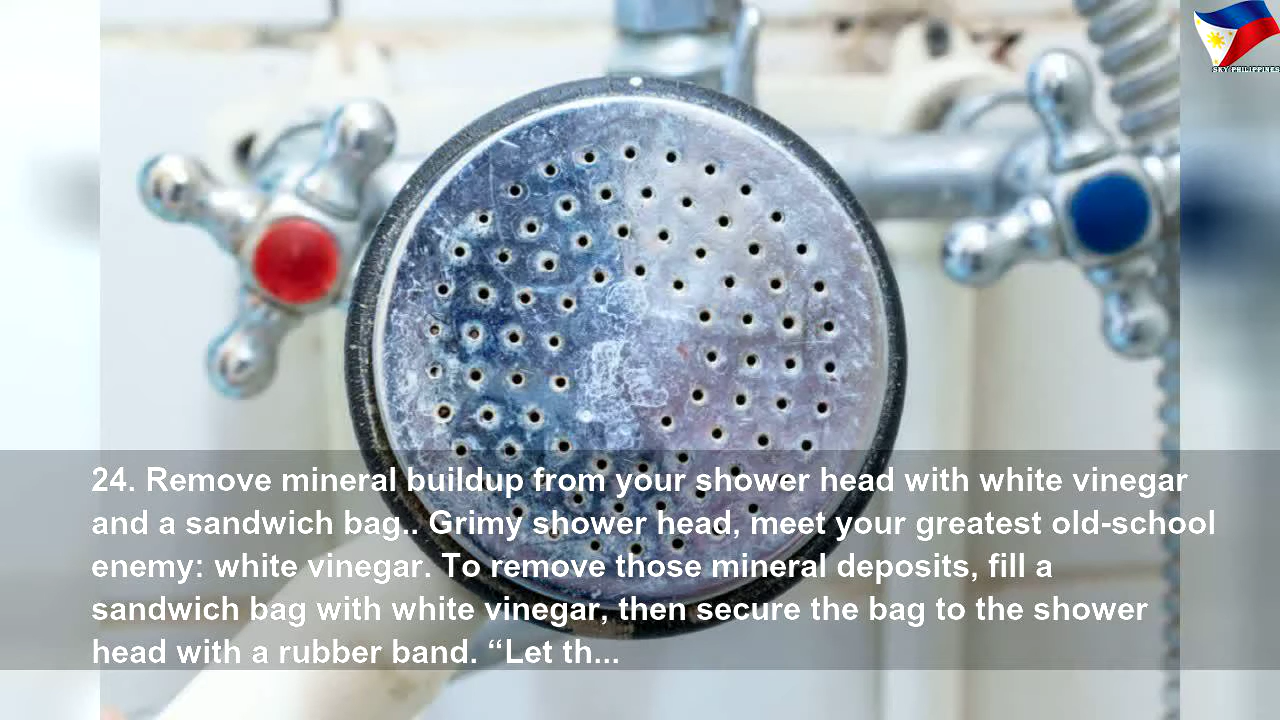 SKY PHILIPPINES
24. Remove mineral buildup from your shower head with white vinegar
and a sandwich bag.. Grimy shower head, meet your greatest old-school
enemy: white vinegar. To remove those mineral deposits, fill a
sandwich bag with white vinegar, then secure the bag to the shower
head with a rubber band. “Let th...